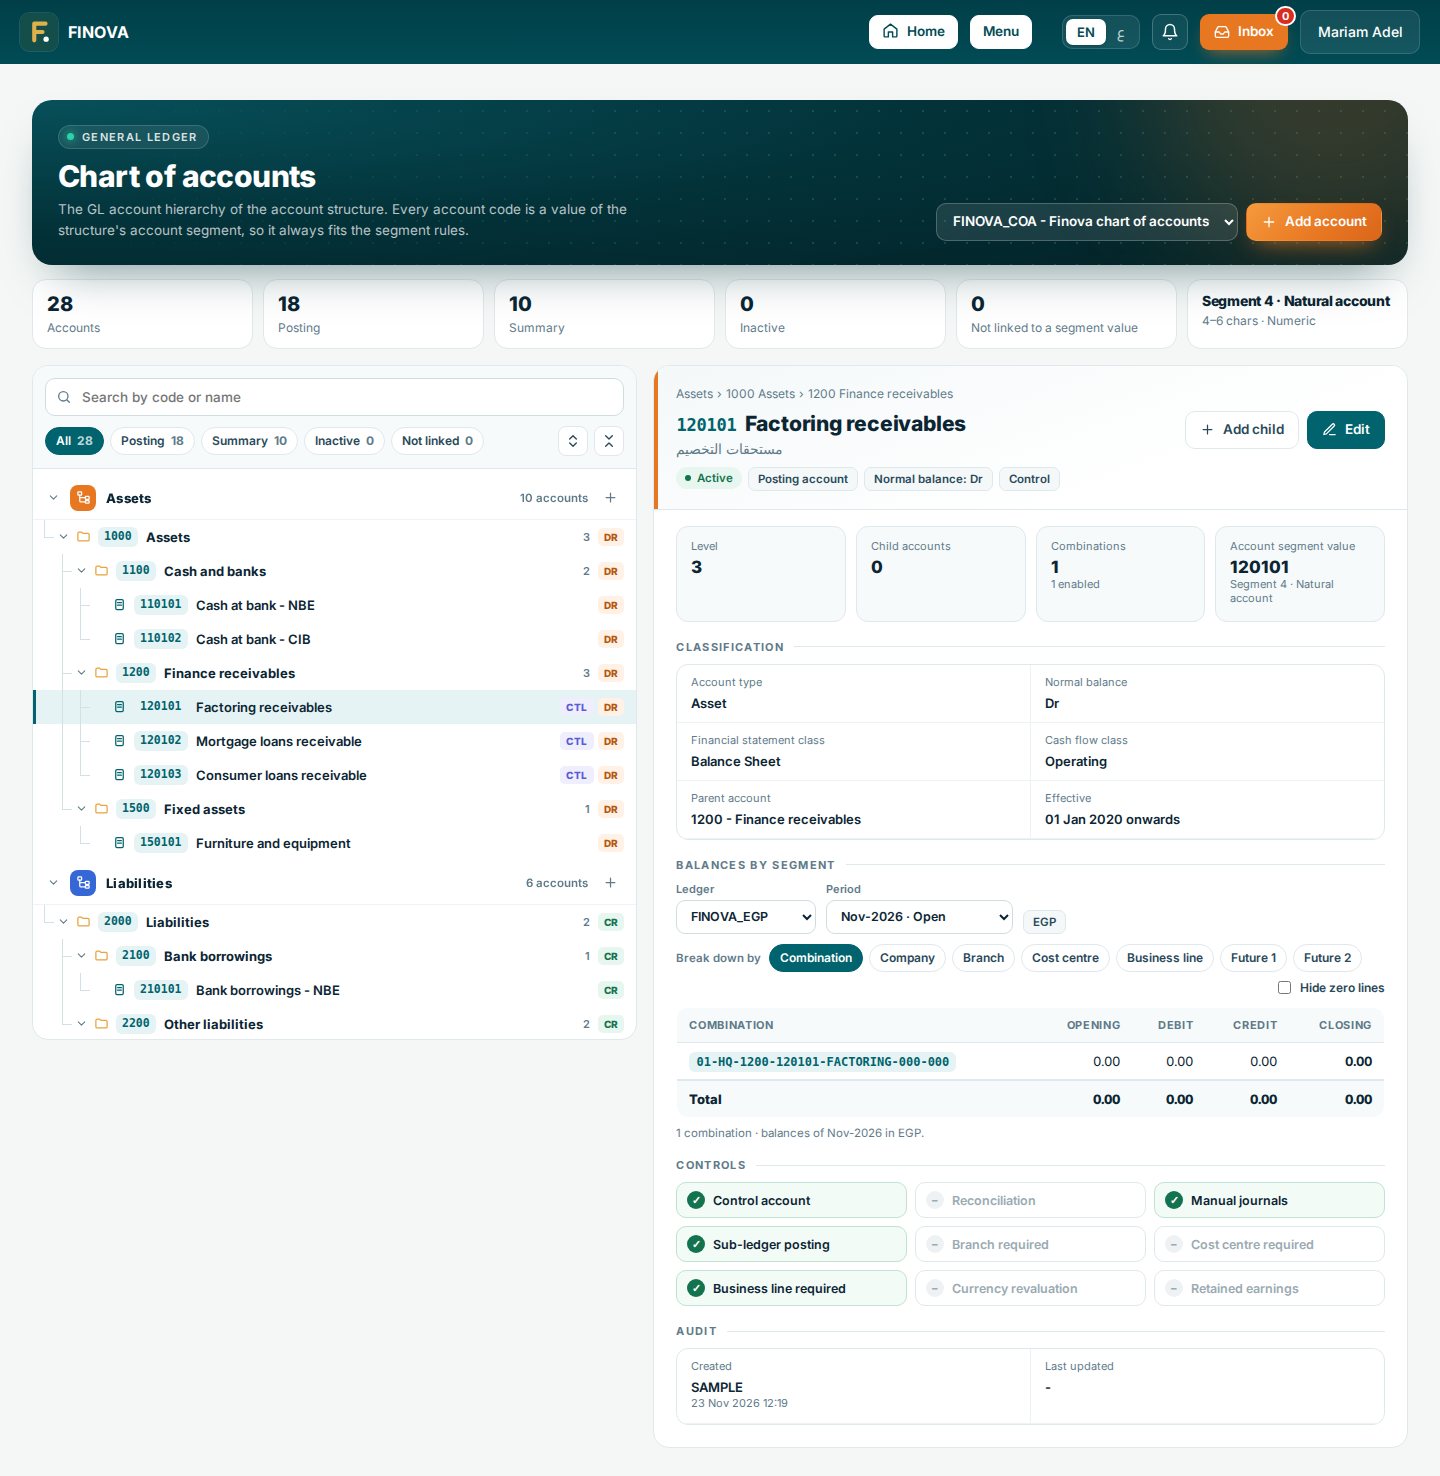 FINOVA
Home
Menu
EN
ع
Inbox
0
Mariam Adel
GENERAL LEDGER
Chart of accounts
The GL account hierarchy of the account structure. Every account code is a value of the
structure's account segment, so it always fits the segment rules.
FINOVA_COA - Finova chart of accounts
Add account
28
Accounts
18
Posting
10
Summary
0
Inactive
0
Not linked to a segment value
Segment 4 · Natural account
4–6 chars · Numeric
Search by code or name
All 28
Posting 18
Summary 10
Inactive 0
Not linked 0
Assets 10 accounts
1000 Assets 3 DR
1100 Cash and banks 2 DR
110101 Cash at bank - NBE DR
110102 Cash at bank - CIB DR
1200 Finance receivables 3 DR
120101 Factoring receivables CTL DR
120102 Mortgage loans receivable CTL DR
120103 Consumer loans receivable CTL DR
1500 Fixed assets 1 DR
150101 Furniture and equipment DR
Liabilities 6 accounts
2000 Liabilities 2 CR
2100 Bank borrowings 1 CR
210101 Bank borrowings - NBE CR
2200 Other liabilities 2 CR
Assets › 1000 Assets › 1200 Finance receivables
120101 Factoring receivables
مستحقات التخصيم
Active
Posting account
Normal balance: Dr
Control
Add child
Edit
Level
3
Child accounts
0
Combinations
1
1 enabled
Account segment value
120101
Segment 4 · Natural
account
CLASSIFICATION
Account type
Asset
Normal balance
Dr
Financial statement class
Balance Sheet
Cash flow class
Operating
Parent account
1200 - Finance receivables
Effective
01 Jan 2020 onwards
BALANCES BY SEGMENT
Ledger
FINOVA_EGP
Period
Nov-2026 · Open
EGP
Break down by
Combination
Company
Branch
Cost centre
Business line
Future 1
Future 2
Hide zero lines
COMBINATION OPENING DEBIT CREDIT CLOSING
01-HQ-1200-120101-FACTORING-000-000 0.00 0.00 0.00 0.00
Total 0.00 0.00 0.00 0.00
1 combination · balances of Nov-2026 in EGP.
CONTROLS
Control account
Reconciliation
Manual journals
Sub-ledger posting
Branch required
Cost centre required
Business line required
Currency revaluation
Retained earnings
AUDIT
Created
SAMPLE
23 Nov 2026 12:19
Last updated
-